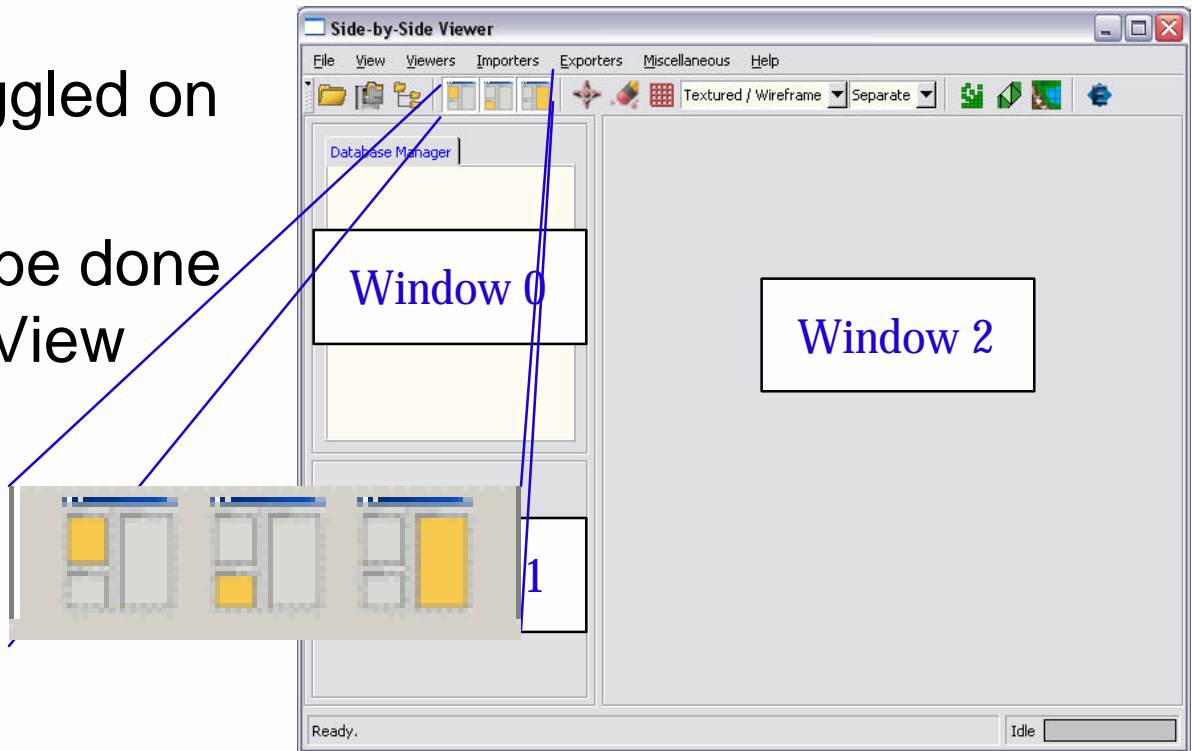 ggled on
be done
View
Side-by-Side Viewer
File View Viewers Importers Exporters Miscellaneous Help
Textured / Wireframe Separate
Database Manager
Window 0
Window 2
1
Ready. Idle